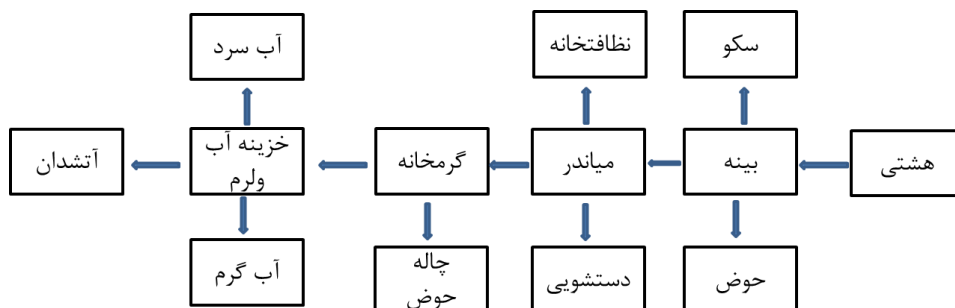 سکو
نظافتخانه
آب سرد
هشتی
بینه
میاندر
گرمخانه
خزینه آب
ولرم
آتشدان
حوض
دستشویی
چاله
حوض
آب گرم